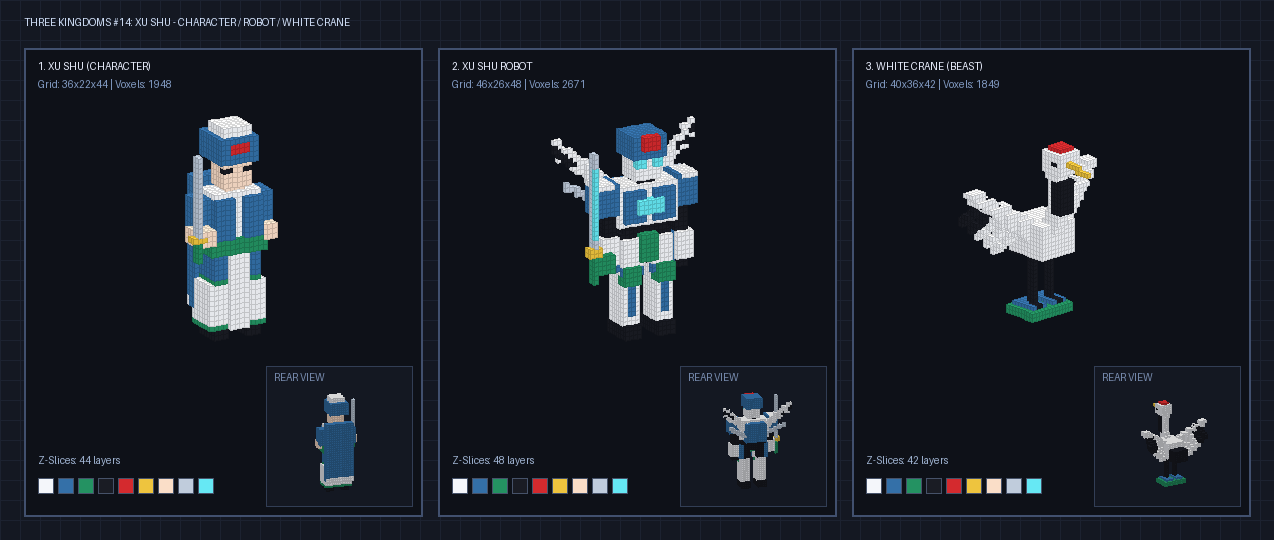 THREE KINGDOMS #14: XU SHU - CHARACTER / ROBOT / WHITE CRANE
1. XU SHU (CHARACTER)
Grid: 36x22x44 | Voxels: 1948
REAR VIEW
Z-Slices: 44 layers
2. XU SHU ROBOT
Grid: 46x26x48 | Voxels: 2671
REAR VIEW
Z-Slices: 48 layers
3. WHITE CRANE (BEAST)
Grid: 40x36x42 | Voxels: 1849
REAR VIEW
Z-Slices: 42 layers